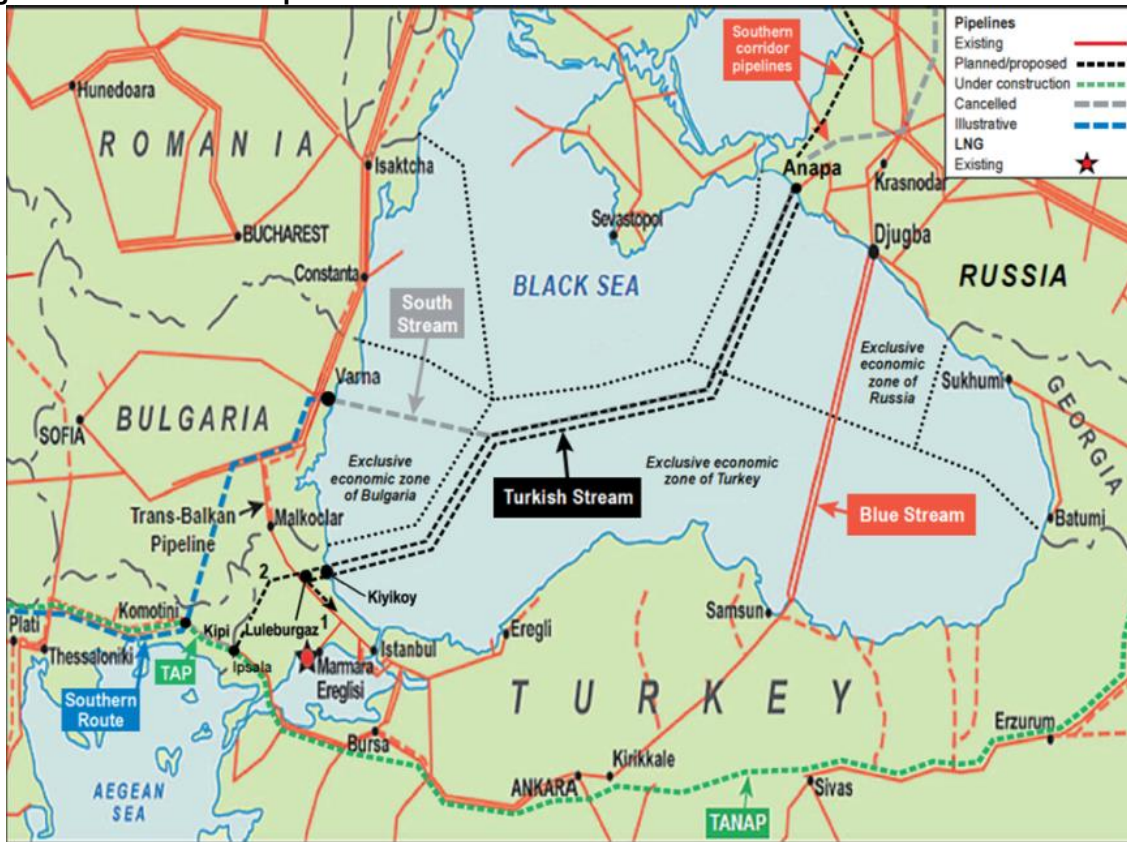 Pipelines
Existing
Planned/proposed
Under construction
Cancelled
Illustrative
LNG
Existing
Southern
corridor
pipelines
Hunedoara
ROMANIA
Isaktcha
Anapa
Krasnodar
BUCHAREST
Sevastopol
Djugba
Constanta
BLACK SEA
RUSSIA
South
Stream
Exclusive
economic
zone of
Russia
Varna
Sukhumi
BULGARIA
GEORGIA
SOFIA
Exclusive
economic zone
of Bulgaria
Exclusive economic
zone of Turkey
Turkish Stream
Blue Stream
Trans-Balkan
Pipeline
Malkoclar
Batumi
2
Kiyikoy
Komotini
Luleburgaz
1
Samsun
Eregli
Plati
Kipi
Istanbul
Thessaloniki
TAP
Ipsala
Marmara
Ereglisi
Southern
Route
TURKEY
Erzurum
Bursa
Kirikkale
AEGEAN
SEA
ANKARA
Sivas
TANAP